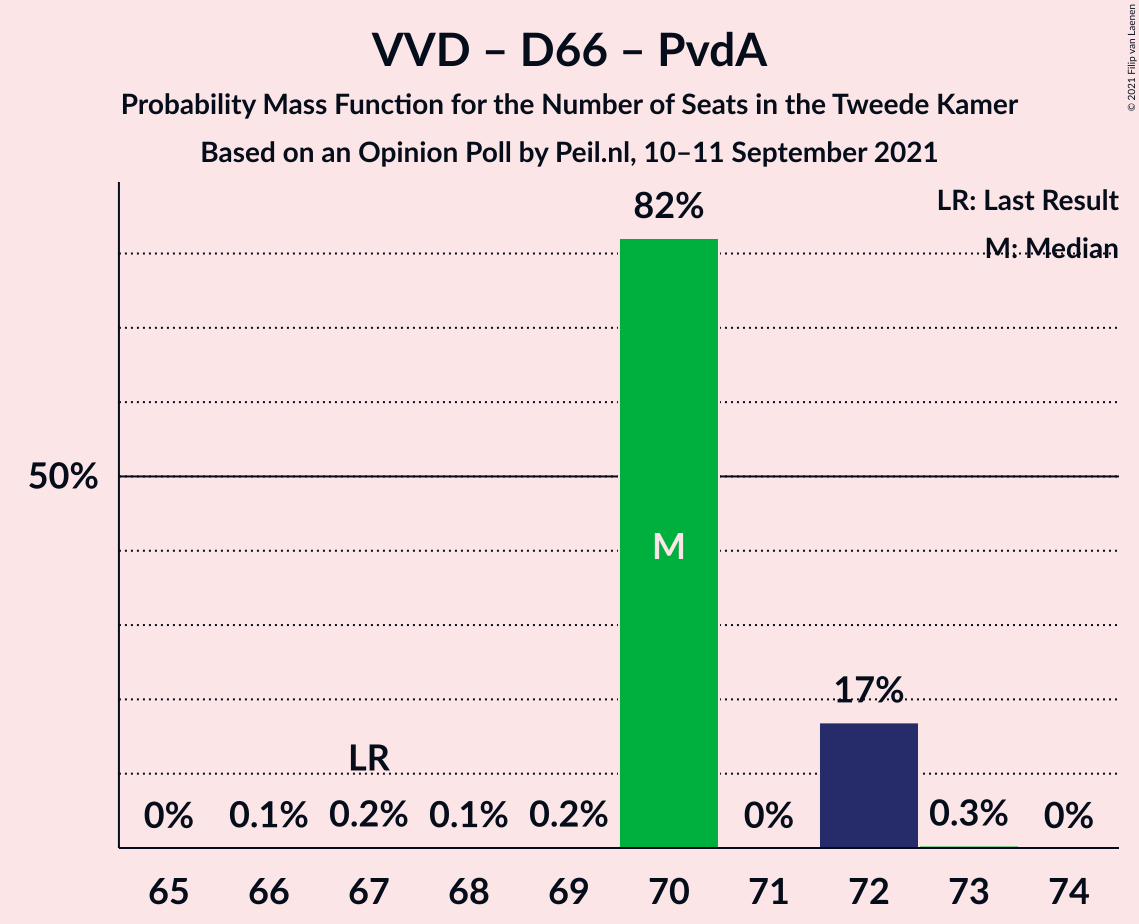 VVD – D66 – PvdA
Probability Mass Function for the Number of Seats in the Tweede Kamer
Based on an Opinion Poll by Peil.nl, 10–11 September 2021
© 2021 Filip van Laenen
LR: Last Result
M: Median
82%
50%
M
17%
LR
0% 0.1% 0.2% 0.1% 0.2% 0% 0.3% 0%
65 66 67 68 69 70 71 72 73 74